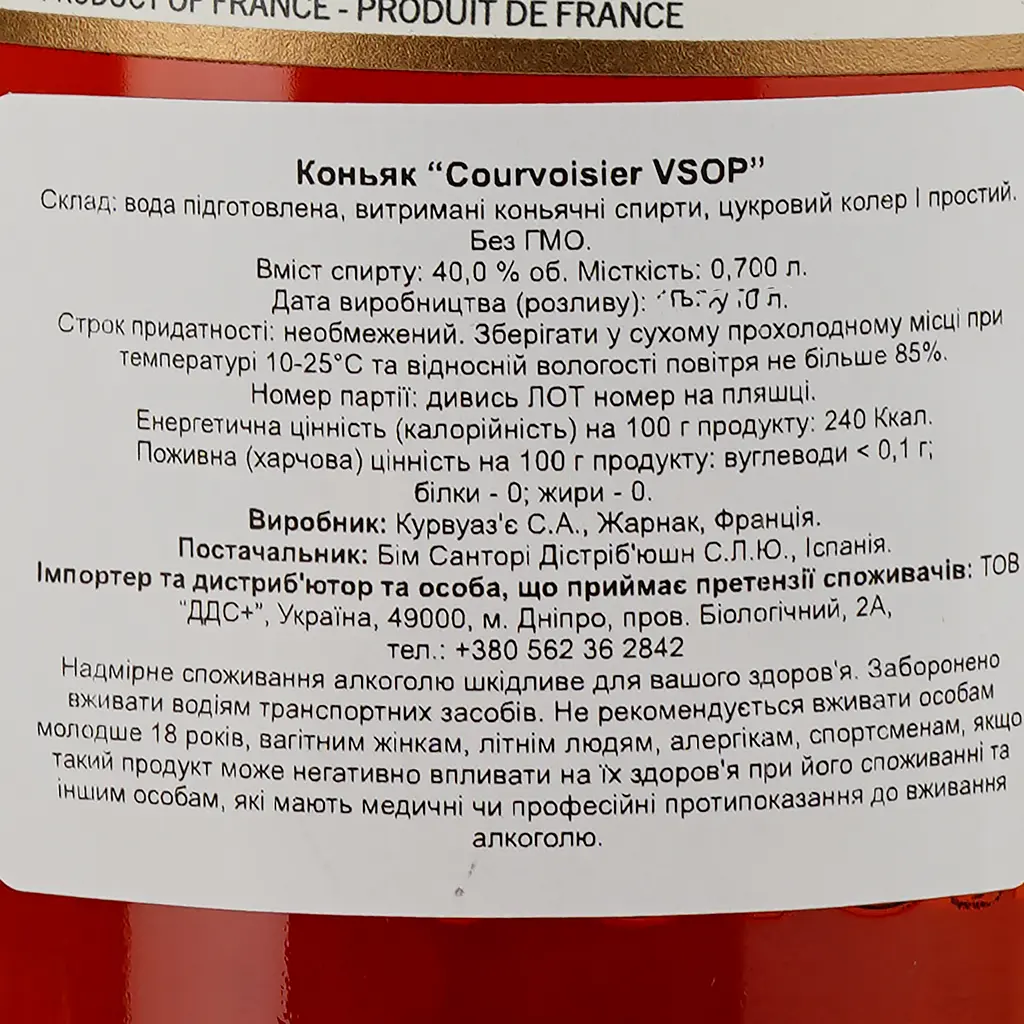 PRODUCT OF FRANCE - PRODUIT DE FRANCE
Коньяк “Courvoisier VSOP”
Склад: вода підготовлена, витримані коньячні спирти, цукровий колер І простий.
Без ГМО.
Вміст спирту: 40,0 % об. Місткість: 0,700 л.
Дата виробництва (розливу):
Строк придатності: необмежений. Зберігати у сухому прохолодному місці при
температурі 10-25°С та відносній вологості повітря не більше 85%.
Номер партії: дивись ЛОТ номер на пляшці.
Енергетична цінність (калорійність) на 100 г продукту: 240 Ккал.
Поживна (харчова) цінність на 100 г продукту: вуглеводи < 0,1 г;
білки - 0; жири - 0.
Виробник: Курвуаз'є С.А., Жарнак, Франція.
Постачальник: Бім Санторі Дістріб'юшн С.Л.Ю., Іспанія.
Імпортер та дистриб'ютор та особа, що приймає претензії споживачів: ТОВ
"ДДС+", Україна, 49000, м. Дніпро, пров. Біологічний, 2А,
тел.: +380 562 36 2842
Надмірне споживання алкоголю шкідливе для вашого здоров'я. Заборонено
вживати водіям транспортних засобів. Не рекомендується вживати особам
молодше 18 років, вагітним жінкам, літнім людям, алергікам, спортсменам, якщо
такий продукт може негативно впливати на їх здоров'я при його споживанні та
іншим особам, які мають медичні чи професійні протипоказання до вживання
алкоголю.